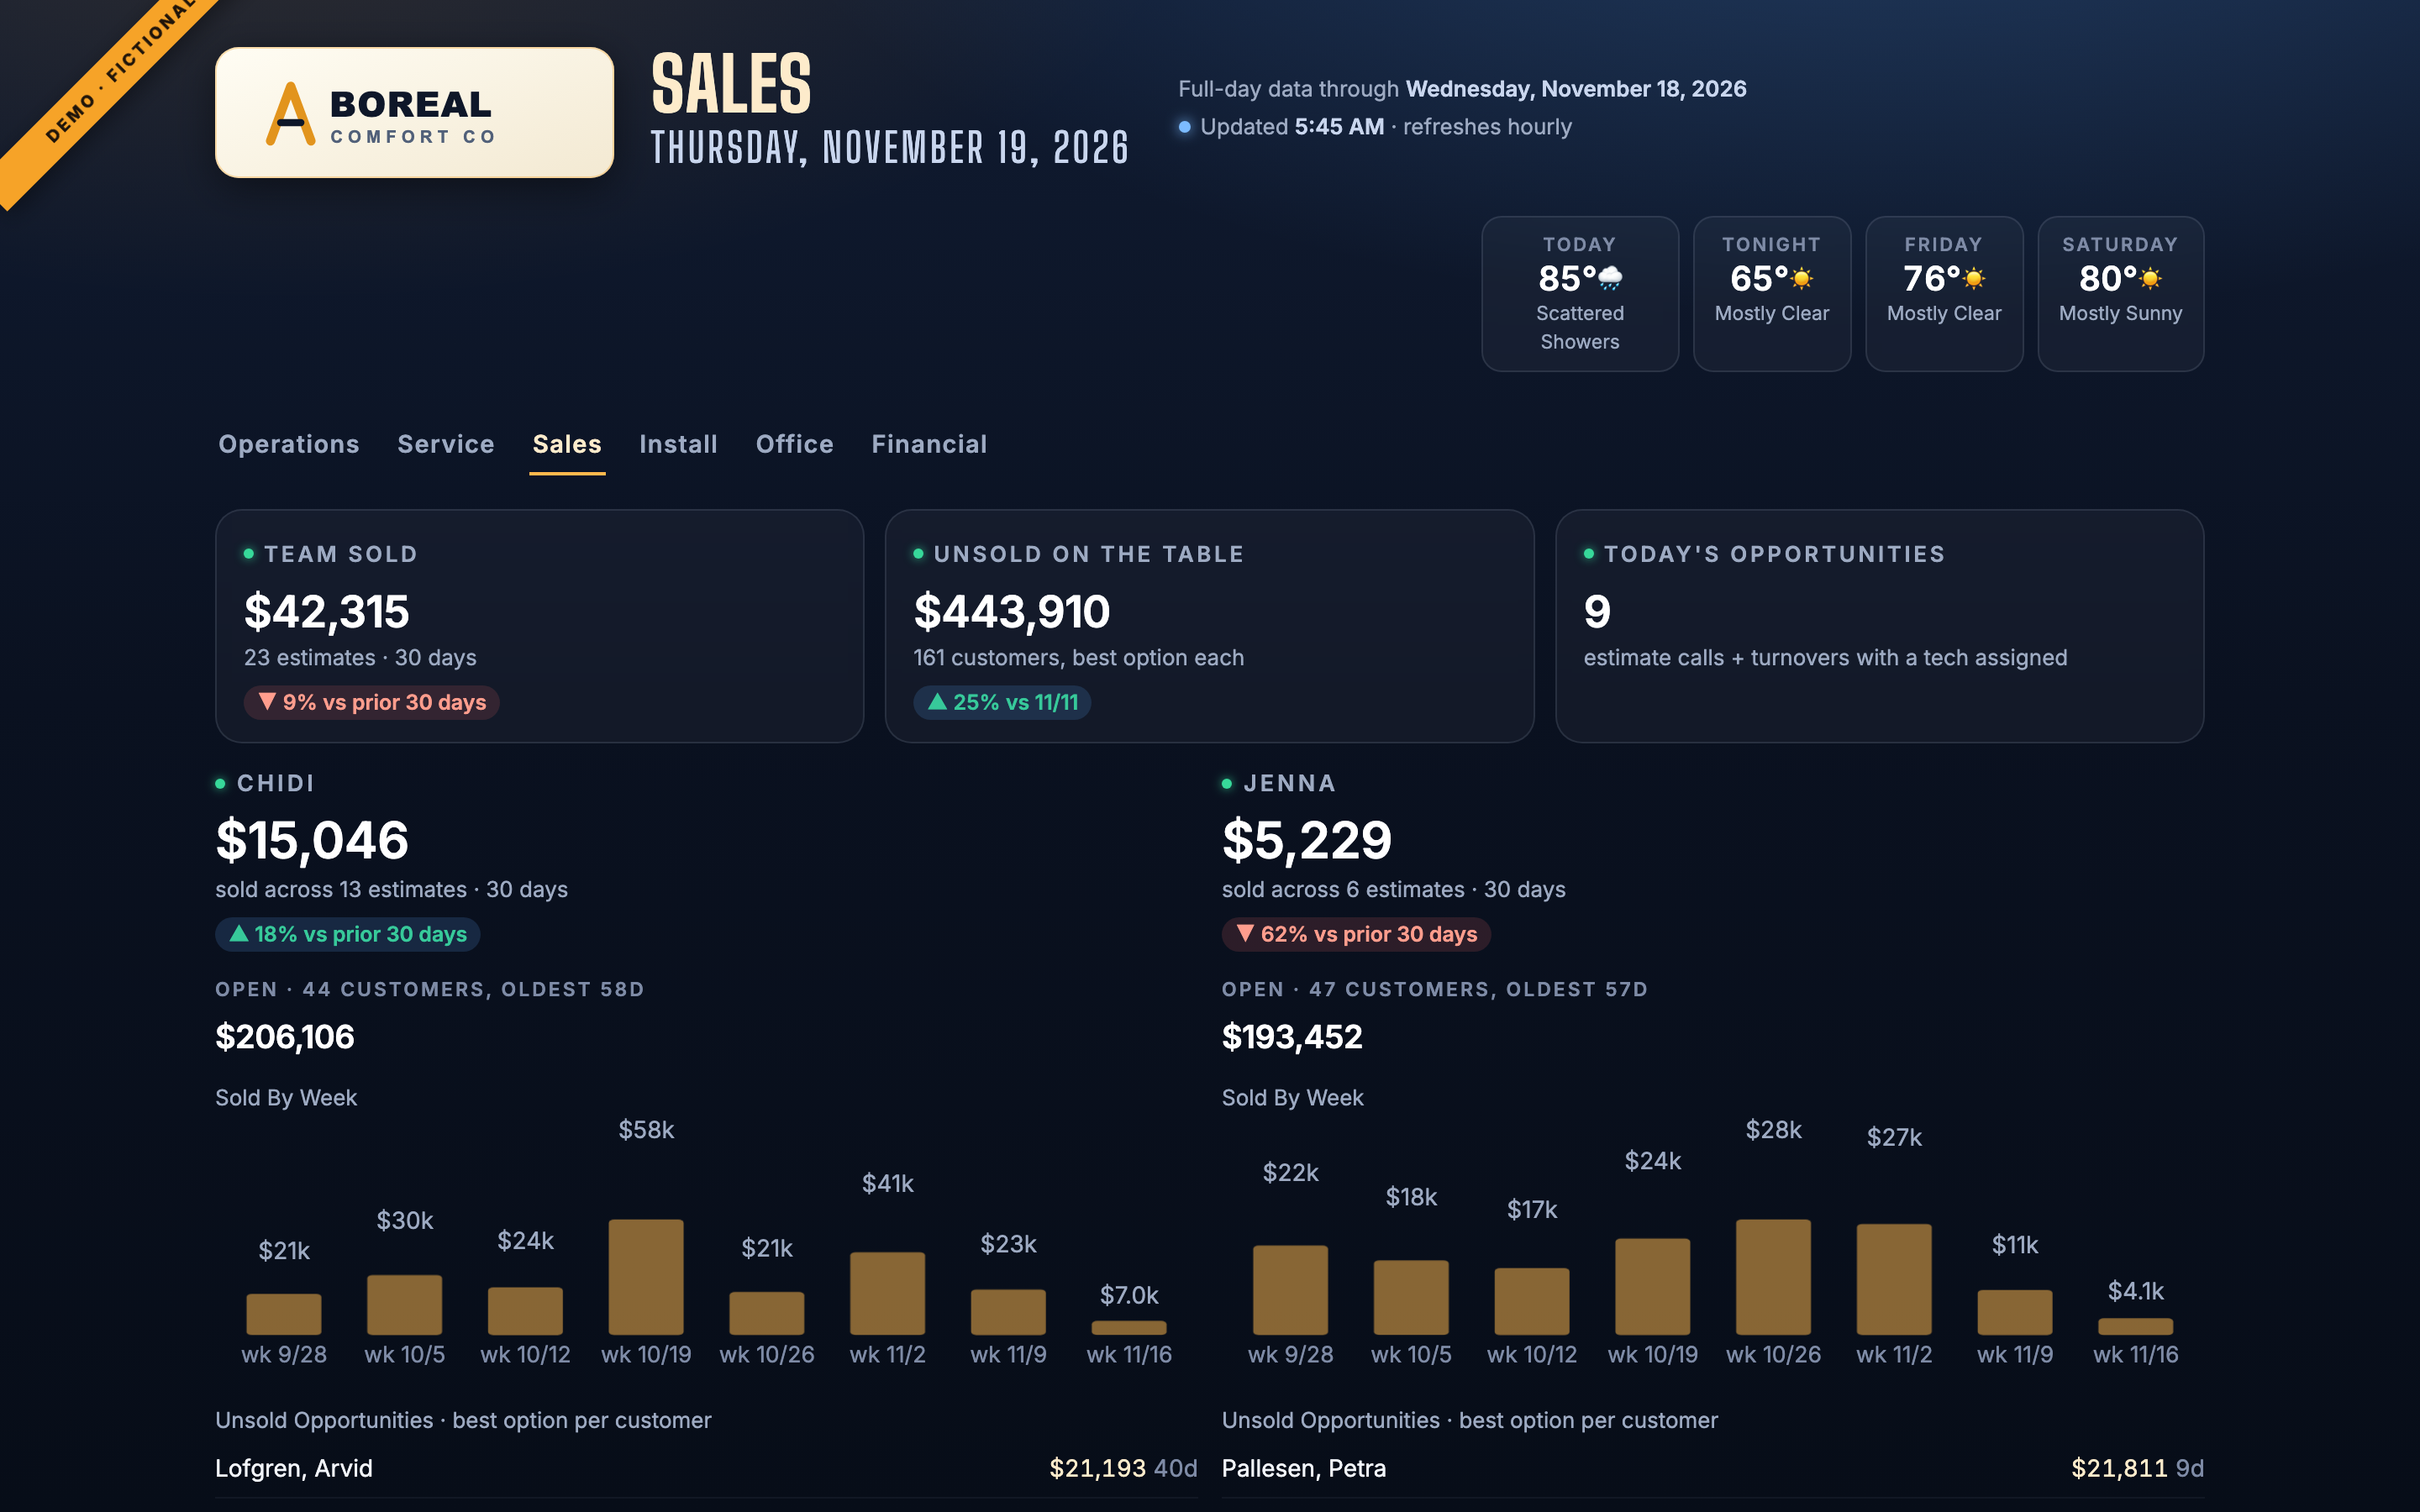 DEMO · FICTIONAL
BOREAL
COMFORT CO
SALES
THURSDAY, NOVEMBER 19, 2026
Full-day data through Wednesday, November 18, 2026
Updated 5:45 AM · refreshes hourly
TODAY
85°
Scattered
Showers
TONIGHT
65°
Mostly Clear
FRIDAY
76°
Mostly Clear
SATURDAY
80°
Mostly Sunny
Operations Service Sales Install Office Financial
TEAM SOLD
$42,315
23 estimates · 30 days
▼ 9% vs prior 30 days
UNSOLD ON THE TABLE
$443,910
161 customers, best option each
▲ 25% vs 11/11
TODAY'S OPPORTUNITIES
9
estimate calls + turnovers with a tech assigned
CHIDI
$15,046
sold across 13 estimates · 30 days
▲ 18% vs prior 30 days
OPEN · 44 CUSTOMERS, OLDEST 58D
$206,106
Sold By Week
$21k $30k $24k $58k $21k $41k $23k $7.0k
wk 9/28 wk 10/5 wk 10/12 wk 10/19 wk 10/26 wk 11/2 wk 11/9 wk 11/16
Unsold Opportunities · best option per customer
Lofgren, Arvid $21,193 40d
JENNA
$5,229
sold across 6 estimates · 30 days
▼ 62% vs prior 30 days
OPEN · 47 CUSTOMERS, OLDEST 57D
$193,452
Sold By Week
$22k $18k $17k $24k $28k $27k $11k $4.1k
wk 9/28 wk 10/5 wk 10/12 wk 10/19 wk 10/26 wk 11/2 wk 11/9 wk 11/16
Unsold Opportunities · best option per customer
Pallesen, Petra $21,811 9d